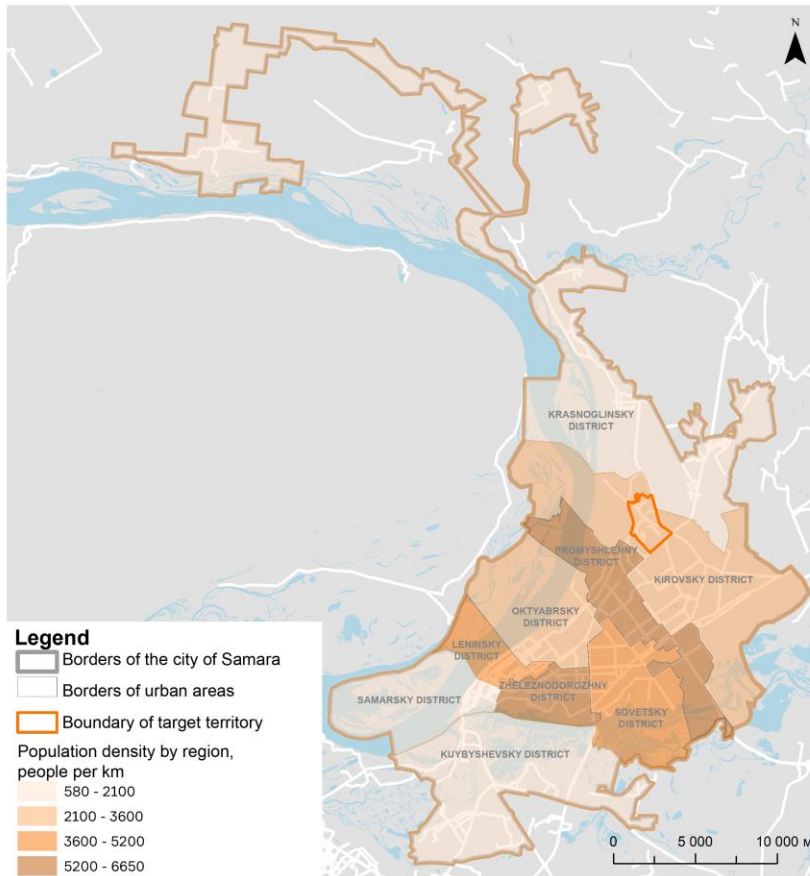 N
KRASNOGLINSKY
DISTRICT
PROMYSHLENNY
DISTRICT
KIROVSKY DISTRICT
OKTYABRSKY
DISTRICT
LENINSKY
DISTRICT
ZHELEZNODOROZHNY
DISTRICT
SAMARSKY DISTRICT
SOVETSKY
DISTRICT
KUYBYSHEVSKY DISTRICT
Legend
Borders of the city of Samara
Borders of urban areas
Boundary of target territory
Population density by region,
people per km
580 - 2100
2100 - 3600
3600 - 5200
5200 - 6650
0 5 000 10 000 м